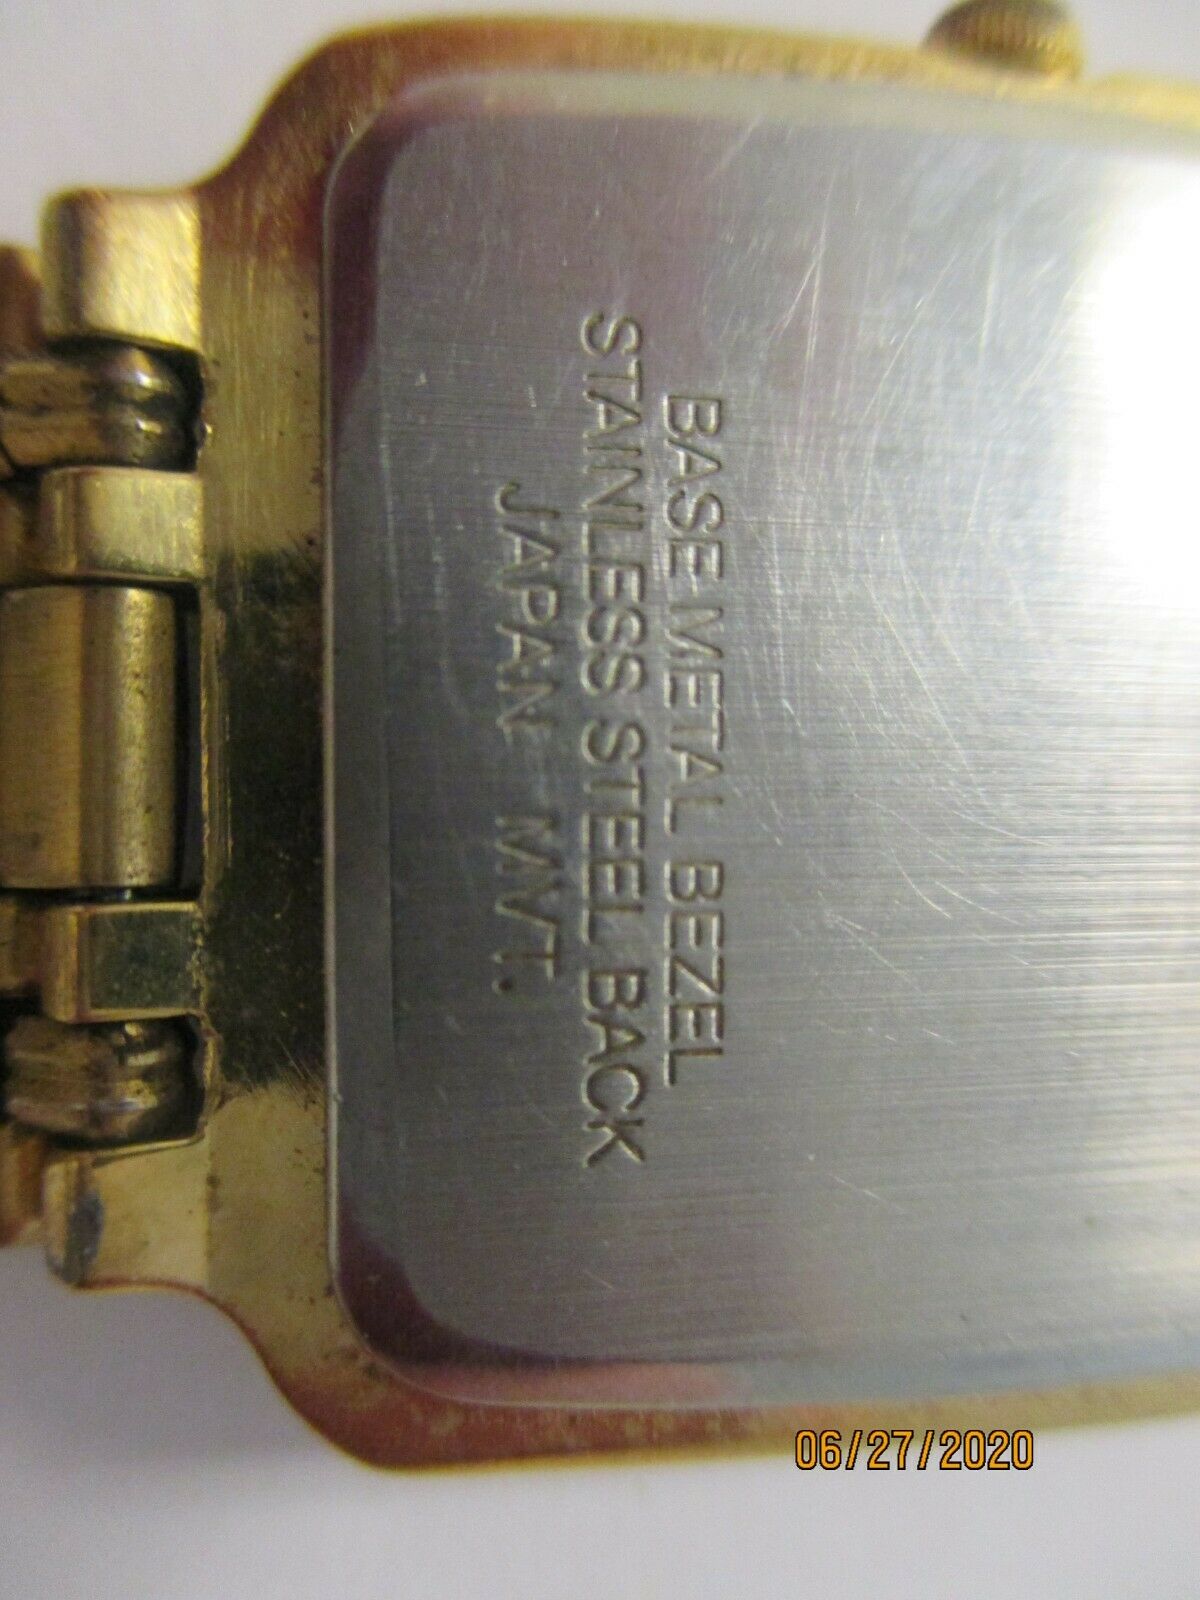 BASE METAL BEZEL
STAINLESS STEEL BACK
JAPAN MVT.
06/27/2020